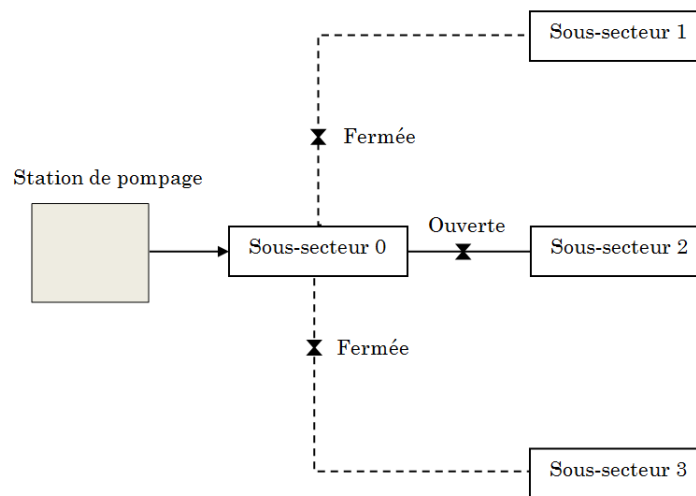 Sous-secteur 1
Fermée
Station de pompage
Ouverte
Sous-secteur 0
Sous-secteur 2
Fermée
Sous-secteur 3